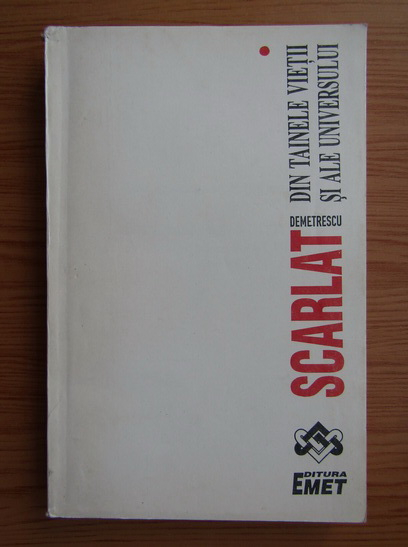 SCARLAT
DEMETRESCU
DIN TAINELE VIEȚII
ȘI ALE UNIVERSULUI
EDITURA
EMET